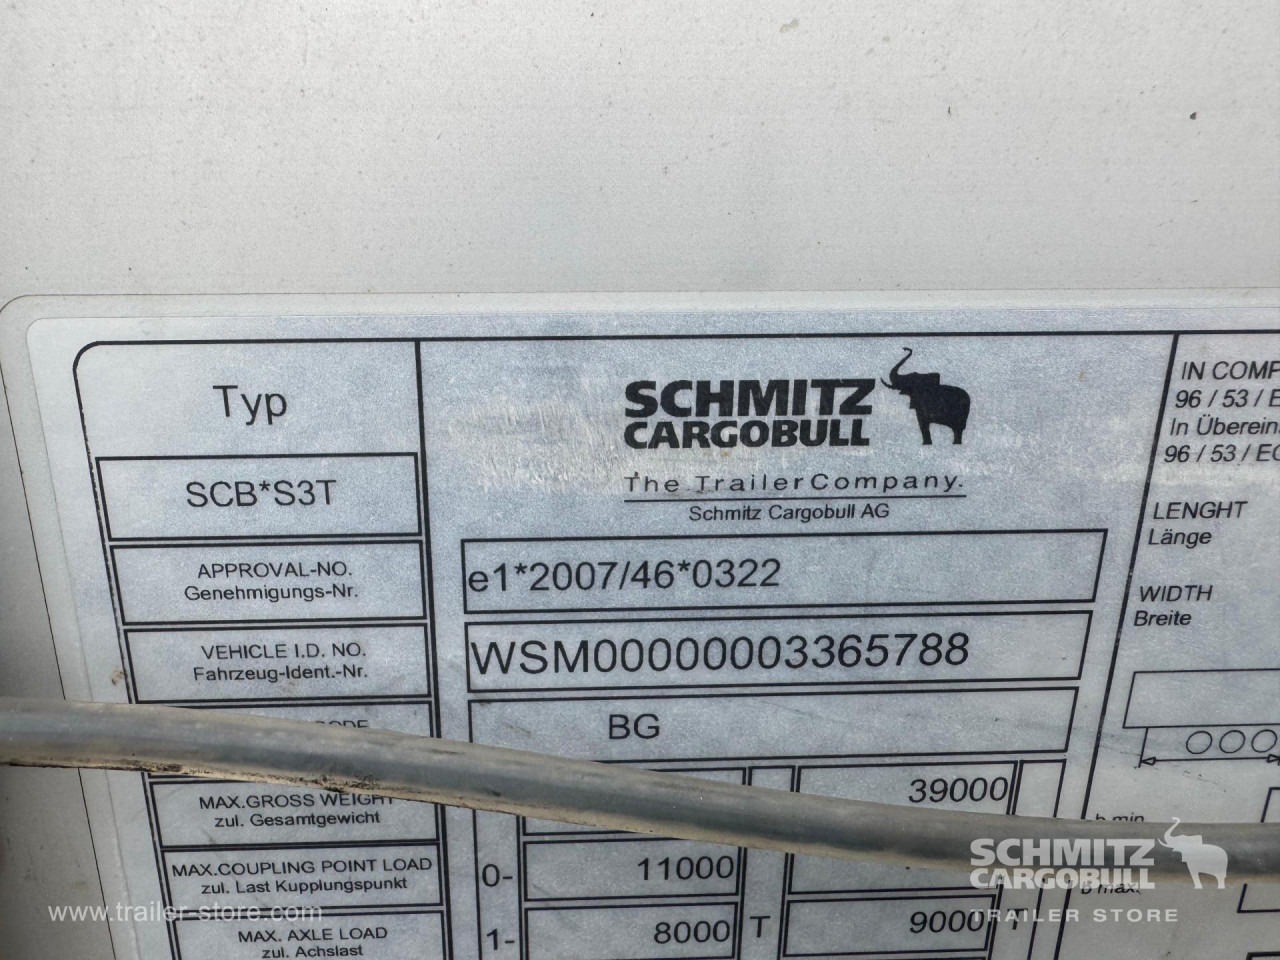 Typ
SCHMITZ
CARGOBULL
The TrailerCompany.
Schmitz Cargobull AG
SCB*S3T
APPROVAL-NO.
Genehmigungs-Nr.
e1*2007/46*0322
VEHICLE I.D. NO.
Fahrzeug-Ident.-Nr.
WSM00000003365788
BG
MAX.GROSS WEIGHT
zul. Gesamtgewicht
39000
MAX.COUPLING POINT LOAD
zul. Last Kupplungspunkt
0- 11000
MAX. AXLE LOAD
zul. Achslast
1- 8000 T 9000 T
IN COMP
96 / 53 / E
In Überein
96 / 53 / EG
LENGHT
Länge
WIDTH
Breite
b min
b max.
www.trailer-store.com
SCHMITZ
CARGOBULL
TRAILER STORE